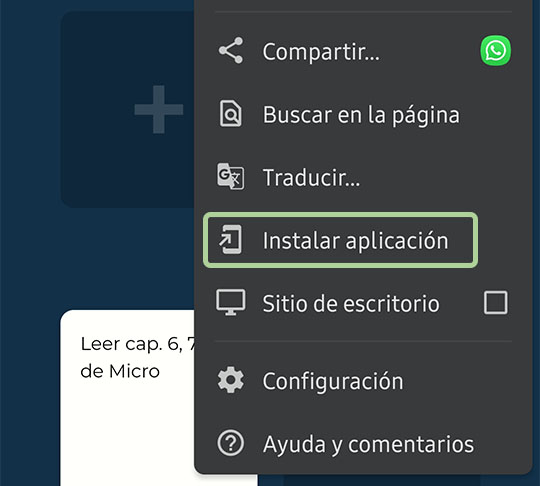 Compartir...
Buscar en la página
Traducir...
Instalar aplicación
Sitio de escritorio
Configuración
Ayuda y comentarios
Leer cap. 6, 7
de Micro